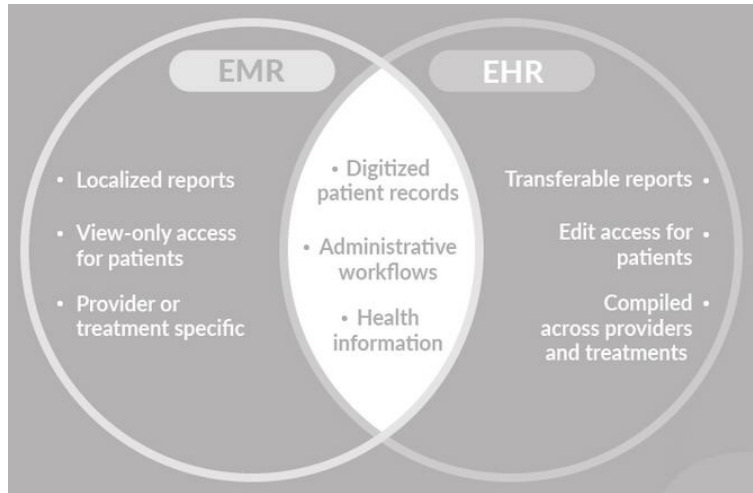 EMR
EHR
• Localized reports
• View-only access
for patients
• Provider or
treatment specific
• Digitized
patient records
• Administrative
workflows
• Health
information
Transferable reports •
Edit access for •
patients
Compiled •
across providers
and treatments